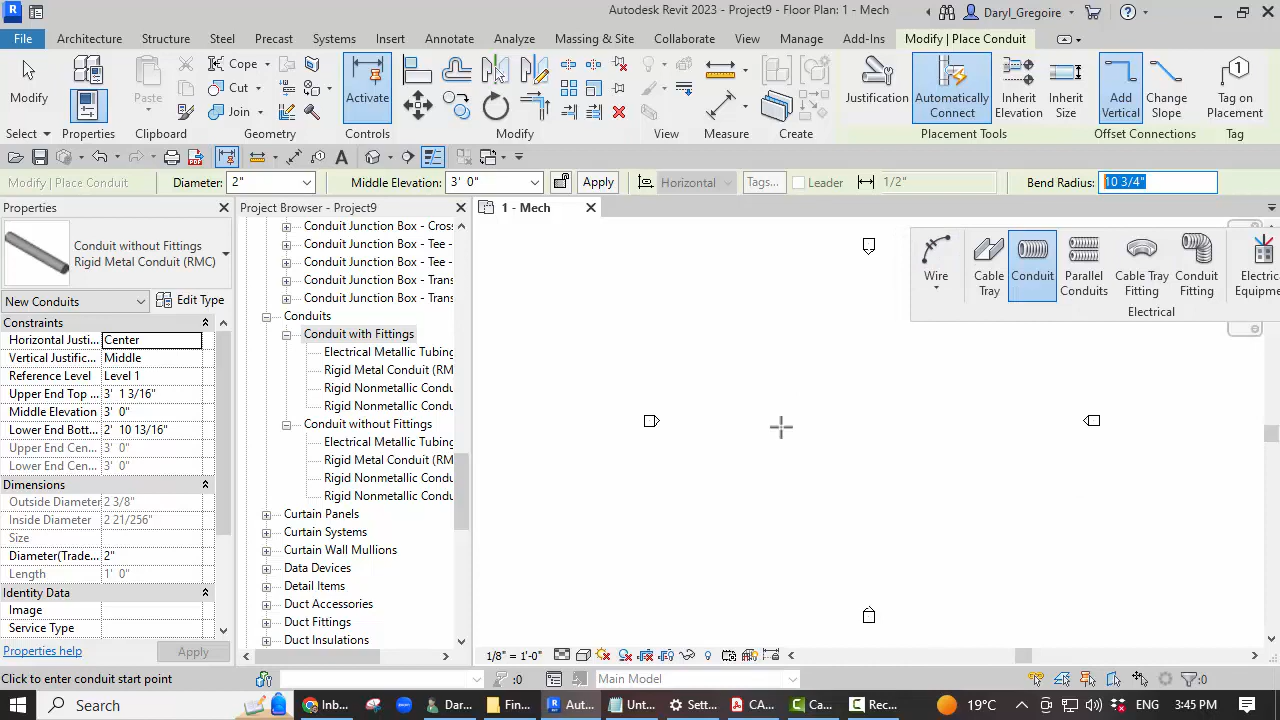 Autodesk Revit 2023 - Project9 - Floor Plan: 1 - Mech
Daryl_Gregoire
File
Architecture
Structure
Steel
Precast
Systems
Insert
Annotate
Analyze
Massing & Site
Collaborate
View
Manage
Add-Ins
Modify | Place Conduit
Modify
Paste
Cope
Cut
Join
Activate
Justification
Automatically
Connect
Inherit
Elevation
Inherit
Size
Add
Vertical
Change
Slope
Tag on
Placement
Select
Properties
Clipboard
Geometry
Controls
Modify
View
Measure
Create
Placement Tools
Offset Connections
Tag
Modify | Place Conduit
Diameter: 2"
Middle Elevation: 3' 0"
Apply
Horizontal
Tags...
Leader
1/2"
Bend Radius: 10 3/4"
Properties
Conduit without Fittings
Rigid Metal Conduit (RMC)
New Conduits
Edit Type
Constraints
Horizontal Justi... Center
Vertical Justific... Middle
Reference Level Level 1
Upper End Top ... 3' 1 3/16"
Middle Elevation 3' 0"
Lower End Bott... 2' 10 13/16"
Upper End Cen... 3' 0"
Lower End Cen... 3' 0"
Dimensions
Outside Diameter 2 3/8"
Inside Diameter 2 21/256"
Size
Diameter(Trade... 2"
Length 1' 0"
Identity Data
Image
Service Type
Properties help
Apply
Project Browser - Project9
Conduit Junction Box - Cros
Conduit Junction Box - Tee -
Conduit Junction Box - Tee -
Conduit Junction Box - Trans
Conduit Junction Box - Trans
Conduits
Conduit with Fittings
Electrical Metallic Tubing
Rigid Metal Conduit (RM
Rigid Nonmetallic Condu
Rigid Nonmetallic Condu
Conduit without Fittings
Electrical Metallic Tubing
Rigid Metal Conduit (RM
Rigid Nonmetallic Condu
Rigid Nonmetallic Condu
Curtain Panels
Curtain Systems
Curtain Wall Mullions
Data Devices
Detail Items
Duct Accessories
Duct Fittings
Duct Insulations
1 - Mech
Wire
Cable
Tray
Conduit
Parallel
Conduits
Cable Tray
Fitting
Conduit
Fitting
Electric
Equipme
Electrical
1/8" = 1'-0"
Click to enter conduit start point
:0
Main Model
:0
Search
Inb...
Dar...
Fin...
Aut...
Unt...
Setti...
CA...
Ca...
Rec...
19°C
ENG
3:45 PM